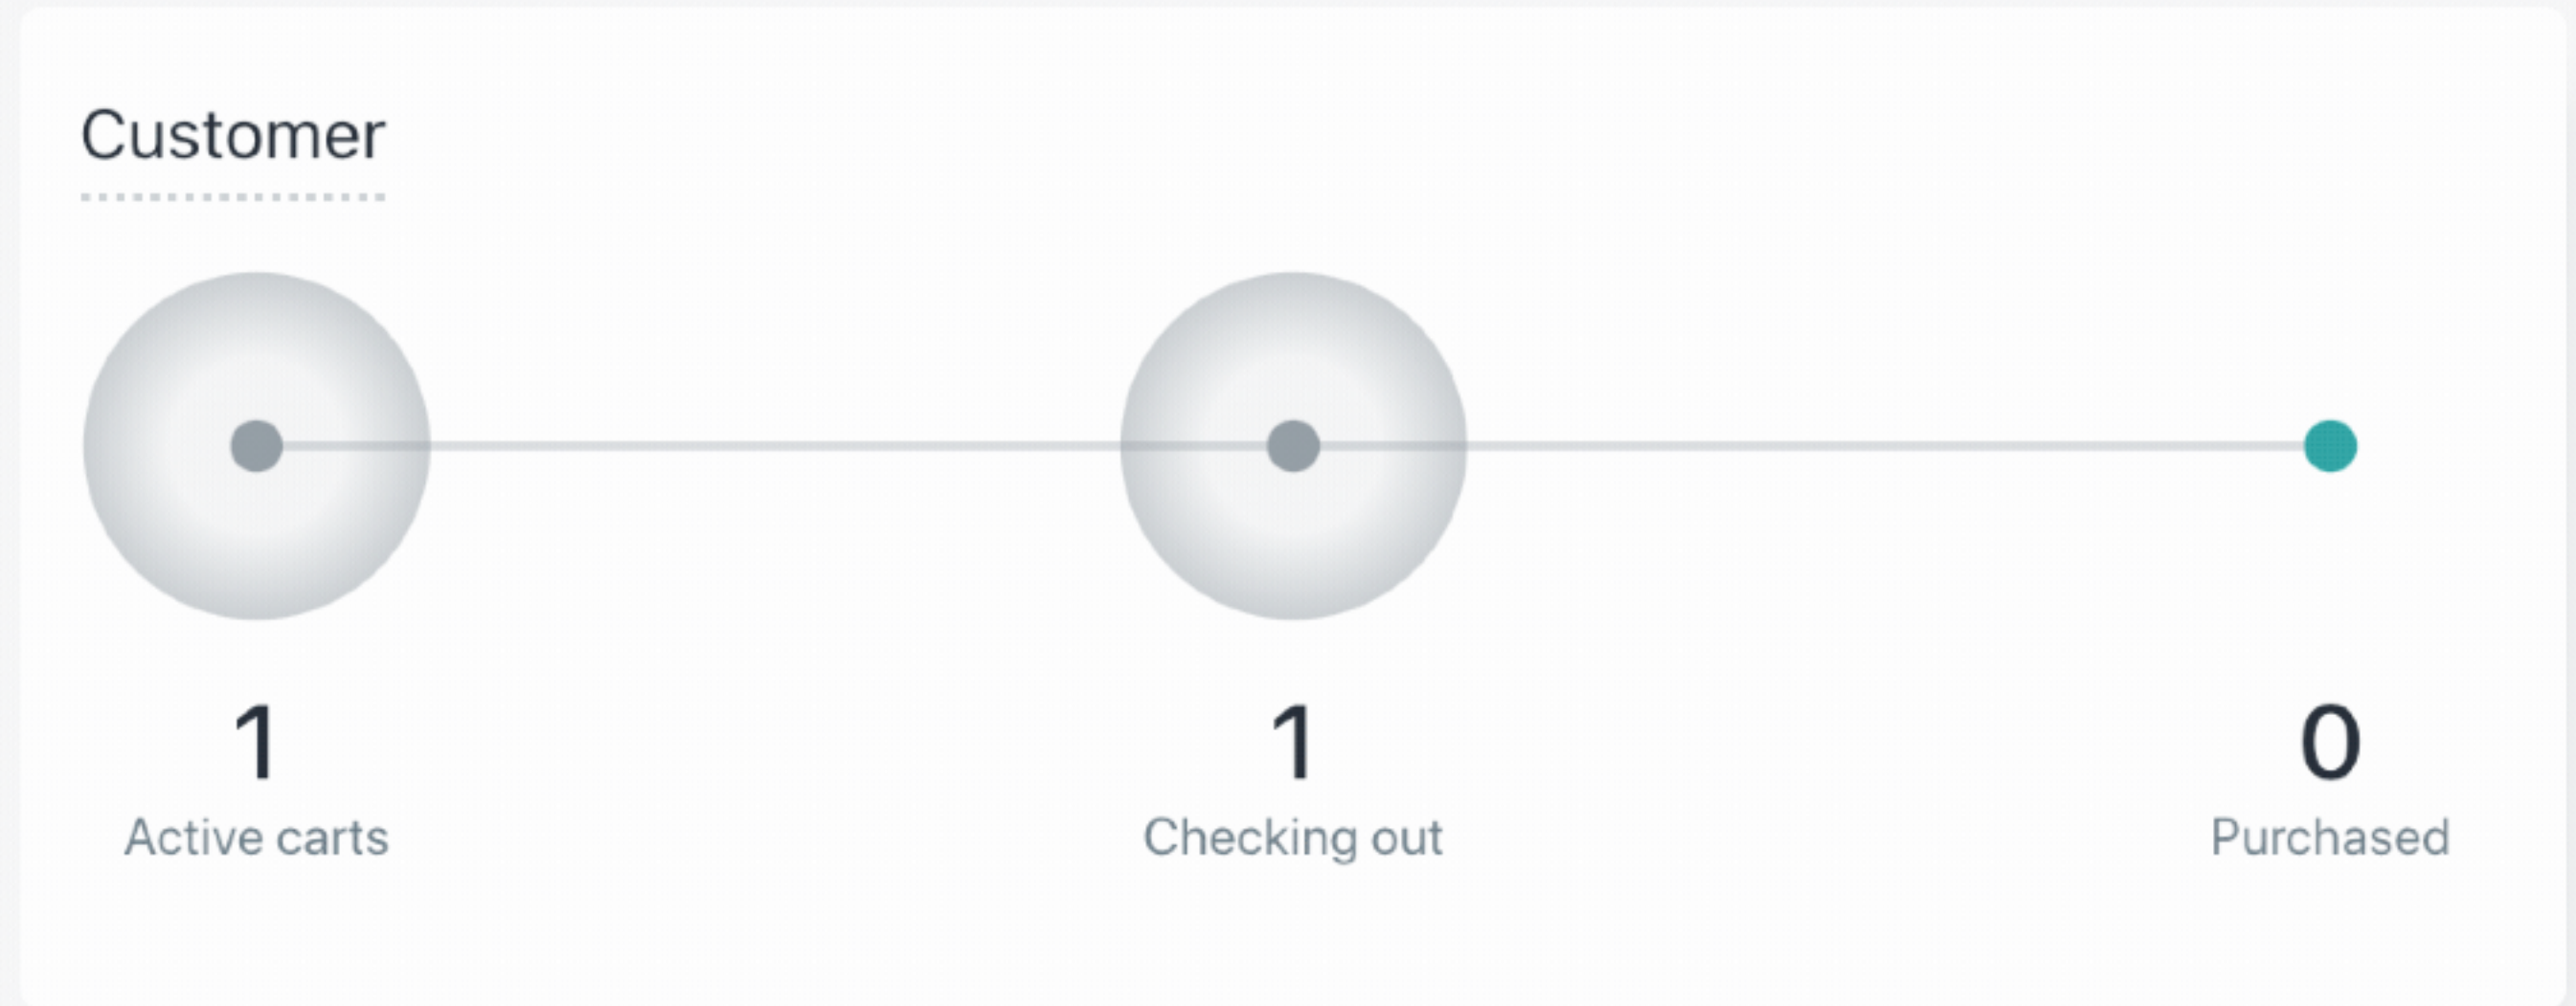 Customer
1
Active carts
1
Checking out
0
Purchased